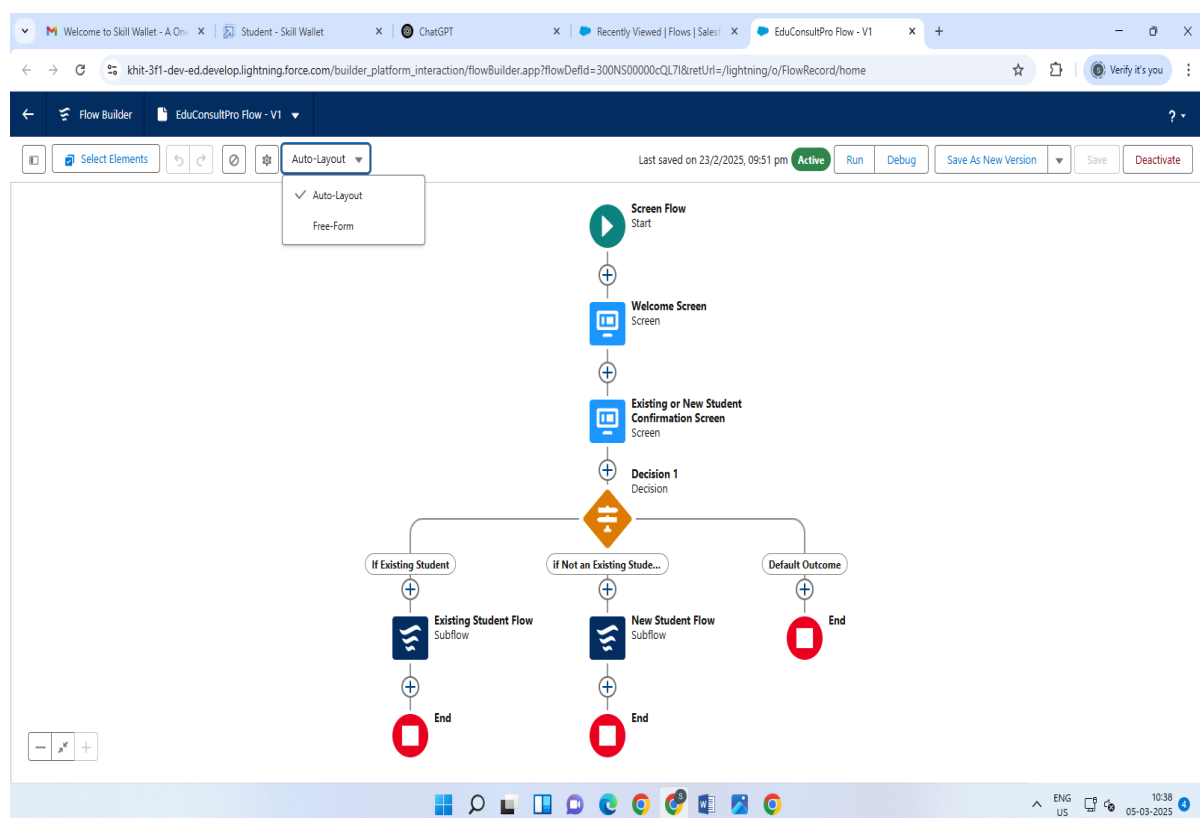 Welcome to Skill Wallet - A One
Student - Skill Wallet
ChatGPT
Recently Viewed | Flows | Salesf
EduConsultPro Flow - V1
khit-3f1-dev-ed.develop.lightning.force.com/builder_platform_interaction/flowBuilder.app?flowDefId=300NS00000cQL7I&retUrl=/lightning/o/FlowRecord/home
S
Verify it's you
Flow Builder
EduConsultPro Flow - V1
?
Select Elements
Auto-Layout
Last saved on 23/2/2025, 09:51 pm
Active
Run
Debug
Save As New Version
Save
Deactivate
Auto-Layout
Free-Form
Screen Flow
Start
Welcome Screen
Screen
Existing or New Student
Confirmation Screen
Screen
Decision 1
Decision
If Existing Student
if Not an Existing Stude...
Default Outcome
Existing Student Flow
Subflow
New Student Flow
Subflow
End
End
End
S
ENG
US
10:38
05-03-2025
4